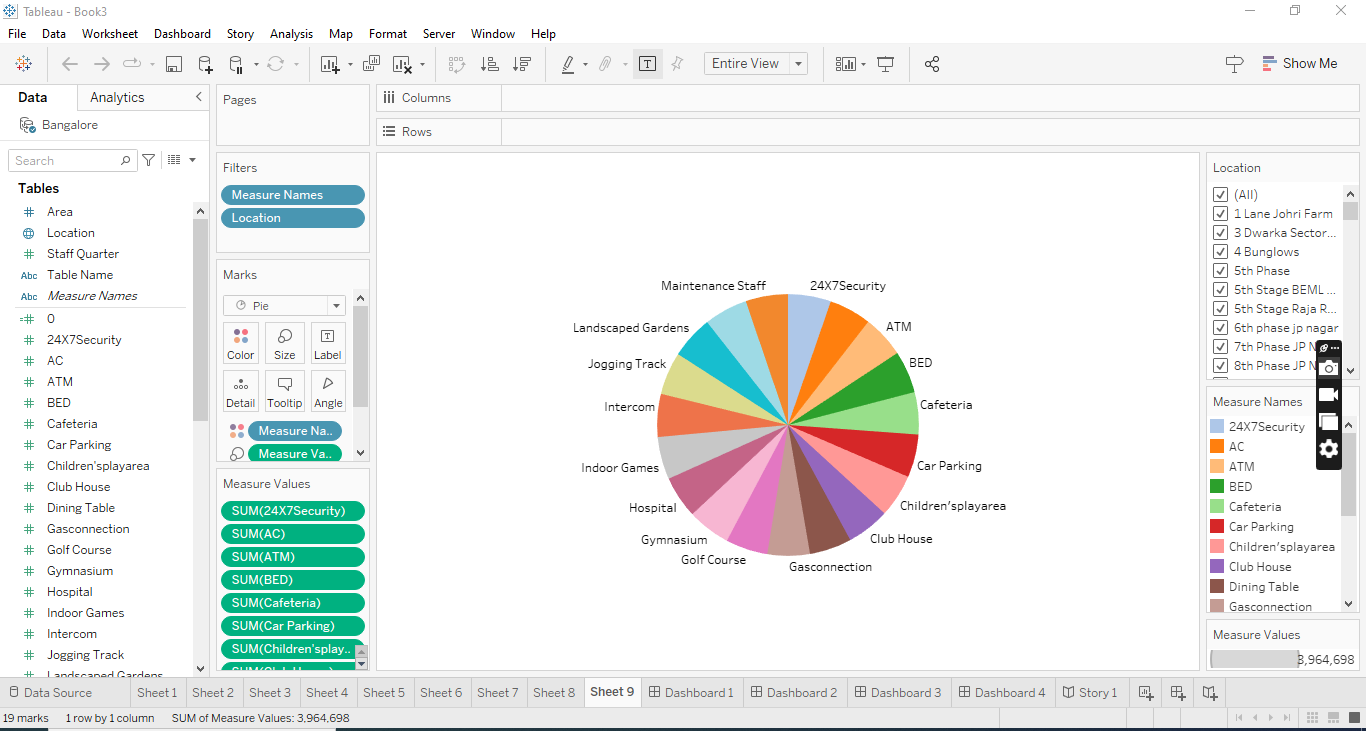 Tableau - Book3
File Data Worksheet Dashboard Story Analysis Map Format Server Window Help
Entire View
Show Me
Data Analytics
Bangalore
Search
Tables
Area
Location
Staff Quarter
Abc Table Name
Abc Measure Names
0
24X7Security
AC
ATM
BED
Cafeteria
Car Parking
Children'splayarea
Club House
Dining Table
Gasconnection
Golf Course
Gymnasium
Hospital
Indoor Games
Intercom
Jogging Track
Landscaped Gardens
Pages
Filters
Measure Names
Location
Marks
Pie
Color Size Label
Detail Tooltip Angle
Measure Na..
Measure Va..
Measure Values
SUM(24X7Security)
SUM(AC)
SUM(ATM)
SUM(BED)
SUM(Cafeteria)
SUM(Car Parking)
SUM(Children'splay..
SUM(Club House)
Columns
Rows
Maintenance Staff 24X7Security
Landscaped Gardens ATM
Jogging Track BED
Intercom Cafeteria
Indoor Games Car Parking
Hospital Children'splayarea
Gymnasium Club House
Golf Course Gasconnection
Location
(All)
1 Lane Johri Farm
3 Dwarka Sector...
4 Bunglows
5th Phase
5th Stage BEML ...
5th Stage Raja R...
6th phase jp nagar
7th Phase JP N
8th Phase JP N
Measure Names
24X7Security
AC
ATM
BED
Cafeteria
Car Parking
Children'splayarea
Club House
Dining Table
Gasconnection
Measure Values
3,964,698
Data Source Sheet 1 Sheet 2 Sheet 3 Sheet 4 Sheet 5 Sheet 6 Sheet 7 Sheet 8 Sheet 9 Dashboard 1 Dashboard 2 Dashboard 3 Dashboard 4 Story 1
19 marks 1 row by 1 column SUM of Measure Values: 3,964,698